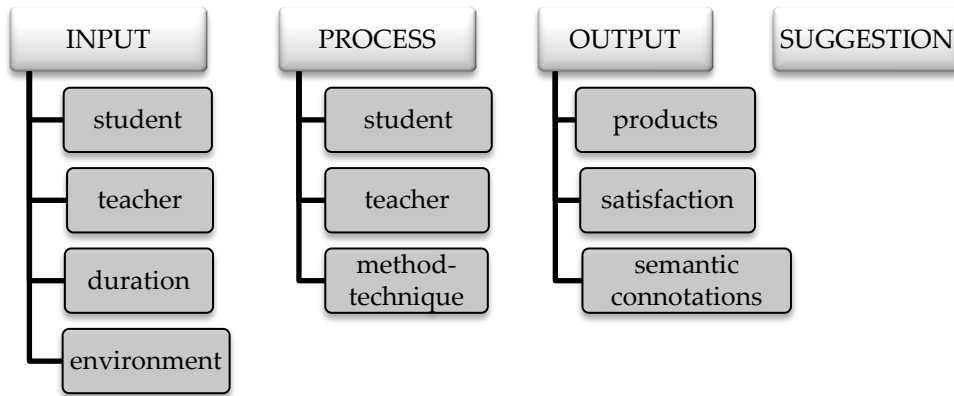 INPUT
student
teacher
duration
environment
PROCESS
student
teacher
method-
technique
OUTPUT
products
satisfaction
semantic
connotations
SUGGESTION